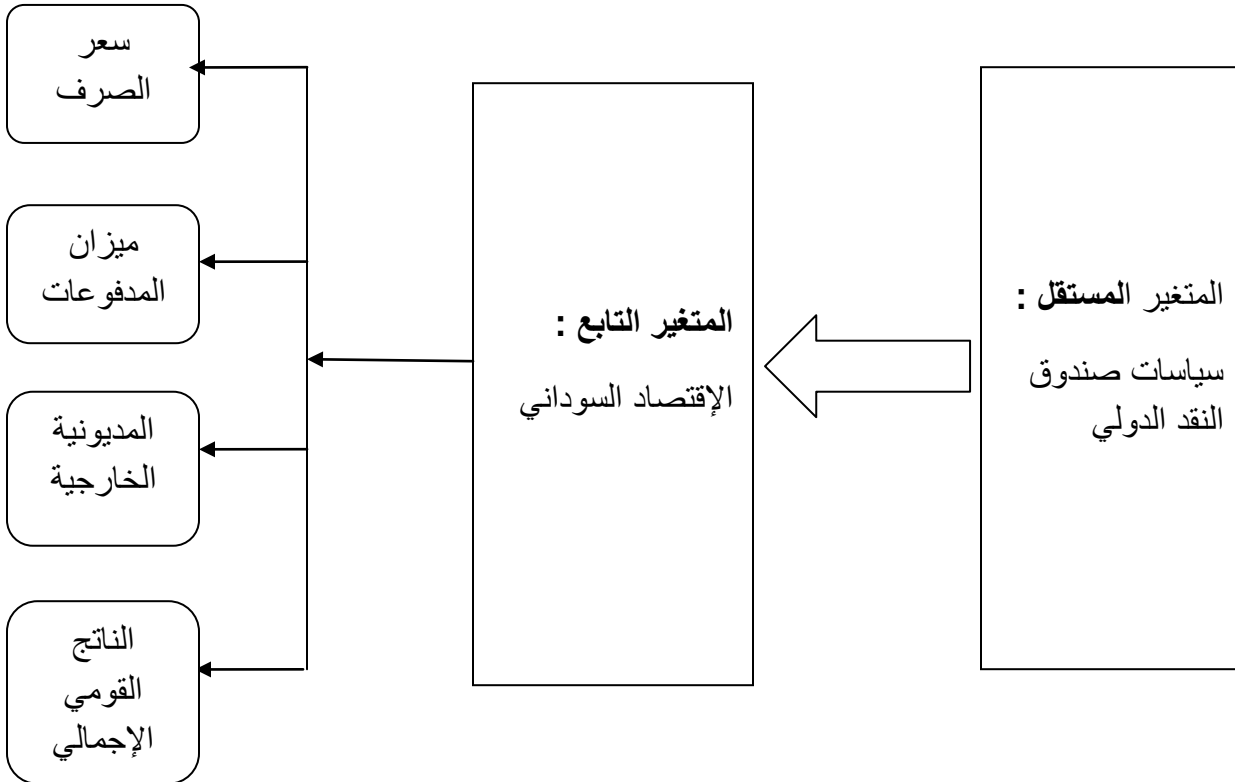 المتغير المستقل :
سياسات صندوق
النقد الدولي
المتغير التابع :
الإقتصاد السوداني
سعر
الصرف
ميزان
المدفوعات
المديونية
الخارجية
الناتج
القومي
الإجمالي